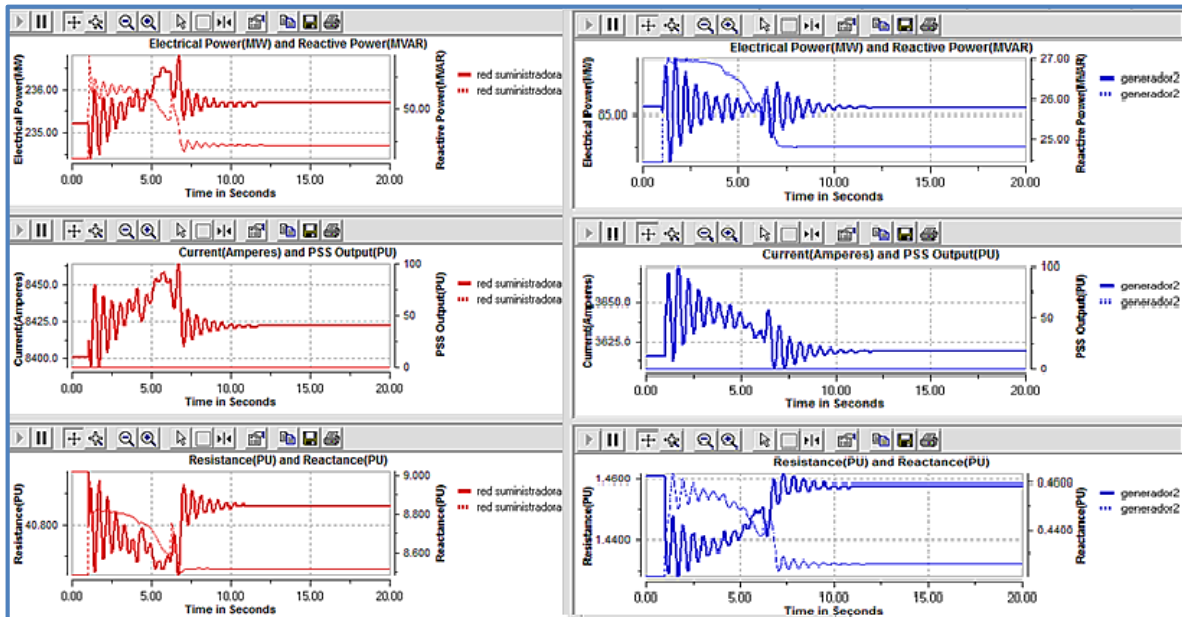 Electrical Power(MW) and Reactive Power(MVAR)
Electrical Power(MW)
236.00
235.00
50.00
Reactive Power(MVAR)
red suministradora
red suministradora
0.00 5.00 10.00 15.00 20.00
Time in Seconds
Electrical Power(MW) and Reactive Power(MVAR)
Electrical Power(MW)
85.00
27.00
26.00
25.00
Reactive Power(MVAR)
generador2
generador2
0.00 5.00 10.00 15.00 20.00
Time in Seconds
Current(Amperes) and PSS Output(PU)
Current(Amperes)
8450.0
8425.0
8400.0
100
50
0
PSS Output(PU)
red suministradora
red suministradora
0.00 5.00 10.00 15.00 20.00
Time in Seconds
Current(Amperes) and PSS Output(PU)
Current(Amperes)
3650.0
3625.0
100
50
0
PSS Output(PU)
generador2
generador2
0.00 5.00 10.00 15.00 20.00
Time in Seconds
Resistance(PU) and Reactance(PU)
Resistance(PU)
40.800
9.000
8.800
8.600
Reactance(PU)
red suministradora
red suministradora
0.00 5.00 10.00 15.00 20.00
Time in Seconds
Resistance(PU) and Reactance(PU)
Resistance(PU)
1.4600
1.4400
0.4600
0.4400
Reactance(PU)
generador2
generador2
0.00 5.00 10.00 15.00 20.00
Time in Seconds